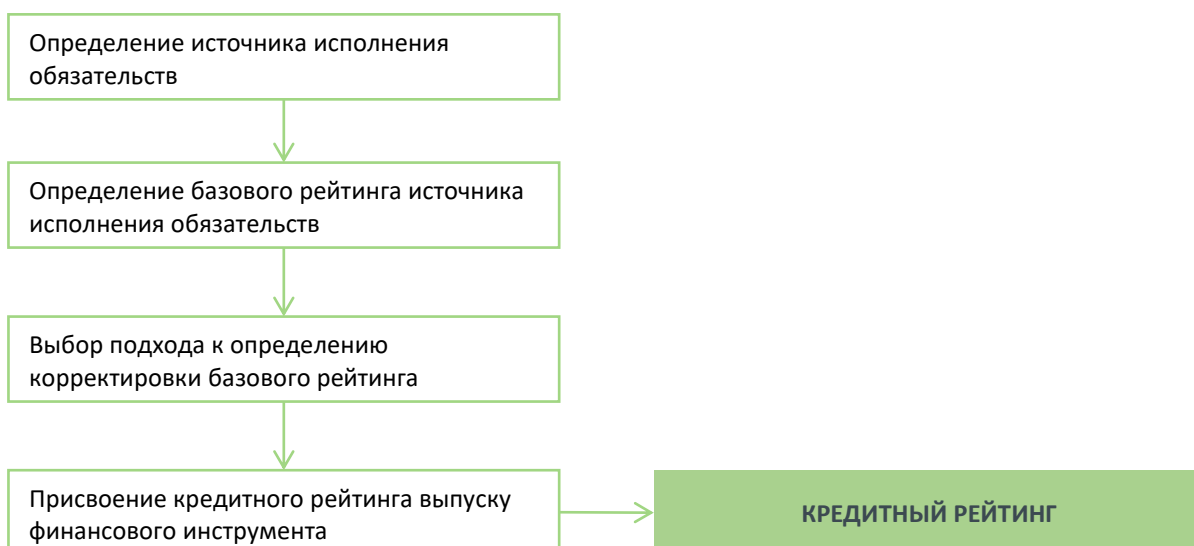 Определение источника исполнения
обязательств
Определение базового рейтинга источника
исполнения обязательств
Выбор подхода к определению
корректировки базового рейтинга
Присвоение кредитного рейтинга выпуску
финансового инструмента
КРЕДИТНЫЙ РЕЙТИНГ